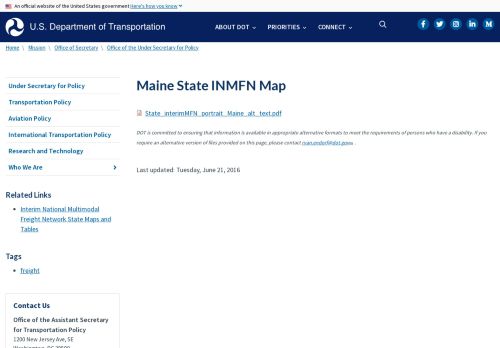 An official website of the United States government Here's how you know
U.S. Department of Transportation
ABOUT DOT
PRIORITIES
CONNECT
Home \ Mission \ Office of Secretary \ Office of the Under Secretary for Policy
Under Secretary for Policy
Transportation Policy
Aviation Policy
International Transportation Policy
Research and Technology
Who We Are
Related Links
Interim National Multimodal
Freight Network State Maps and
Tables
Tags
freight
Contact Us
Office of the Assistant Secretary
for Transportation Policy
1200 New Jersey Ave, SE
Maine State INMFN Map
State_interimMFN_portrait_Maine_alt_text.pdf
DOT is committed to ensuring that information is available in appropriate alternative formats to meet the requirements of persons who have a disability. If you
require an alternative version of files provided on this page, please contact
Last updated: Tuesday, June 21, 2016